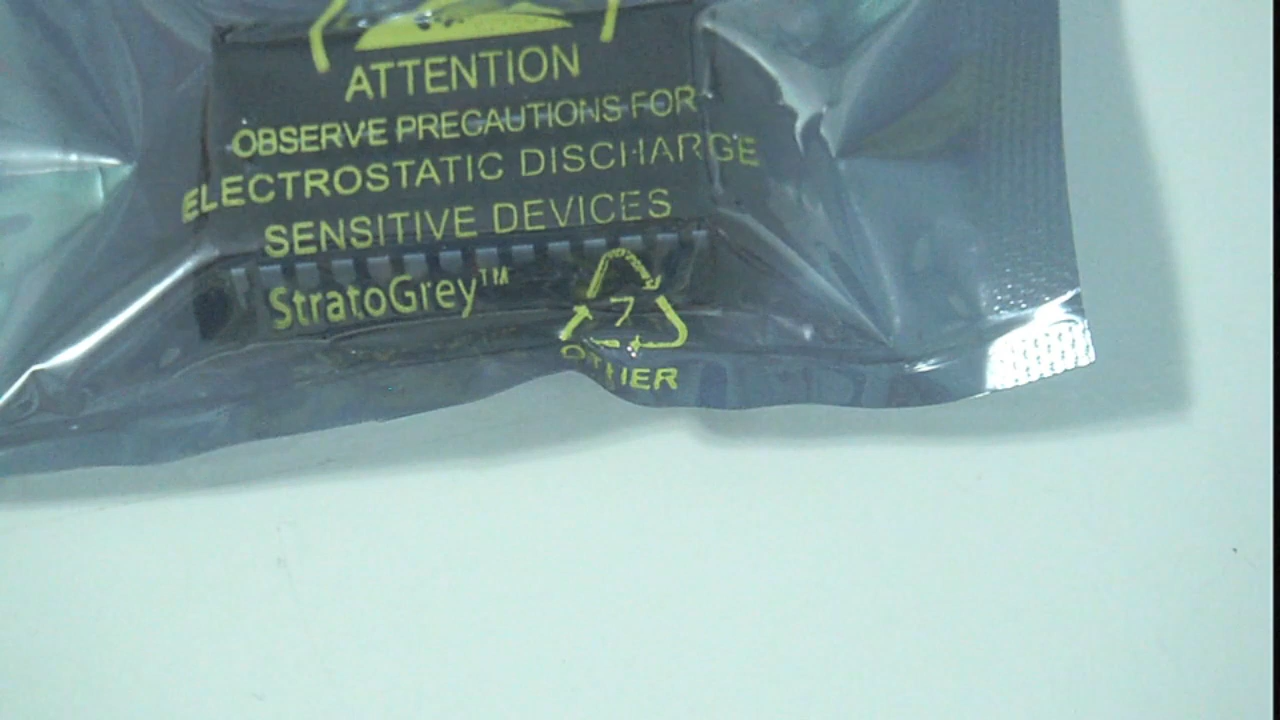 ATTENTION
OBSERVE PRECAUTIONS FOR
ELECTROSTATIC DISCHARGE
SENSITIVE DEVICES
StratoGrey™
7
OTHER